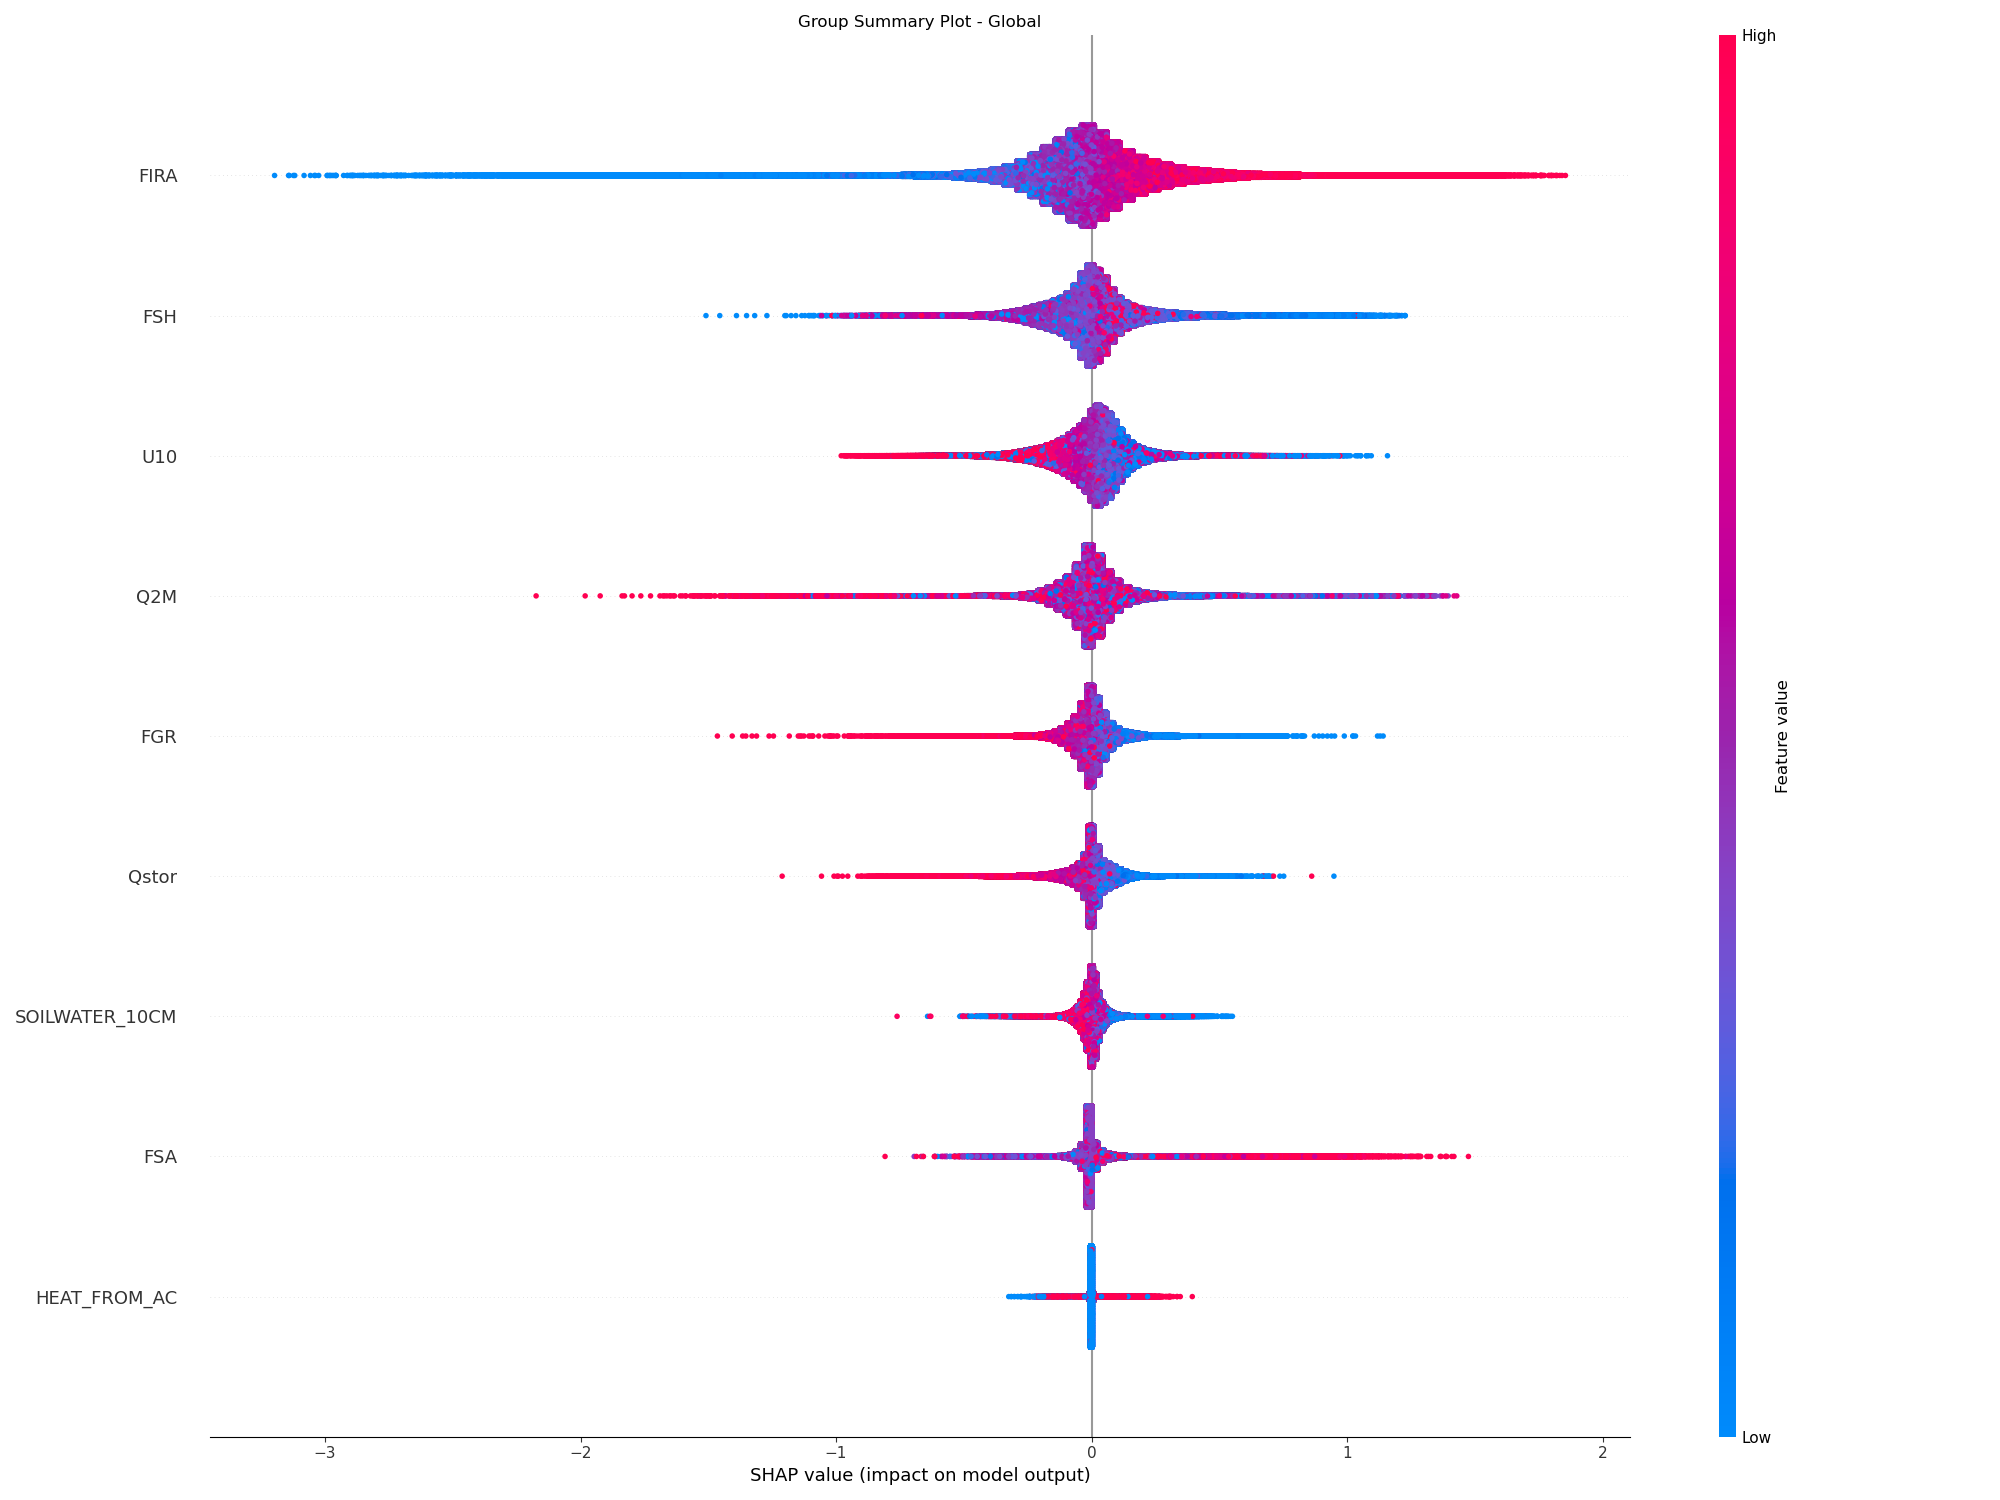 Group Summary Plot - Global
High
FIRA
FSH
U10
Q2M
FGR
Qstor
SOILWATER_10CM
FSA
HEAT_FROM_AC
Feature value
Low
−3 −2 −1 0 1 2
SHAP value (impact on model output)